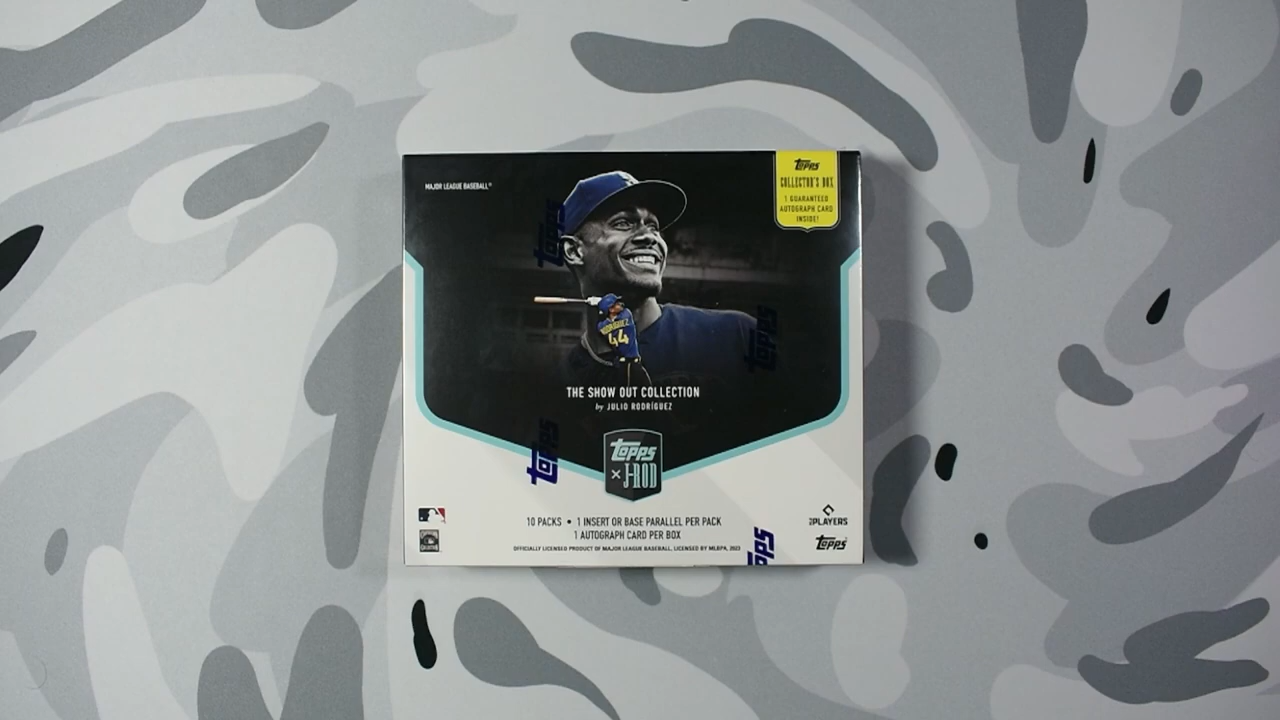 MAJOR LEAGUE BASEBALL®
Topps
COLLECTOR'S BOX
1 GUARANTEED
AUTOGRAPH CARD
INSIDE!
Topps
RODRÍGUEZ
44
Topps
THE SHOW OUT COLLECTION
by JULIO RODRÍGUEZ
Topps
Topps
× J-ROD
10 PACKS • 1 INSERT OR BASE PARALLEL PER PACK
1 AUTOGRAPH CARD PER BOX
OFFICIALLY LICENSED PRODUCT OF MAJOR LEAGUE BASEBALL, LICENSED BY MLBPA, 2023
PLAYERS
Topps
pps